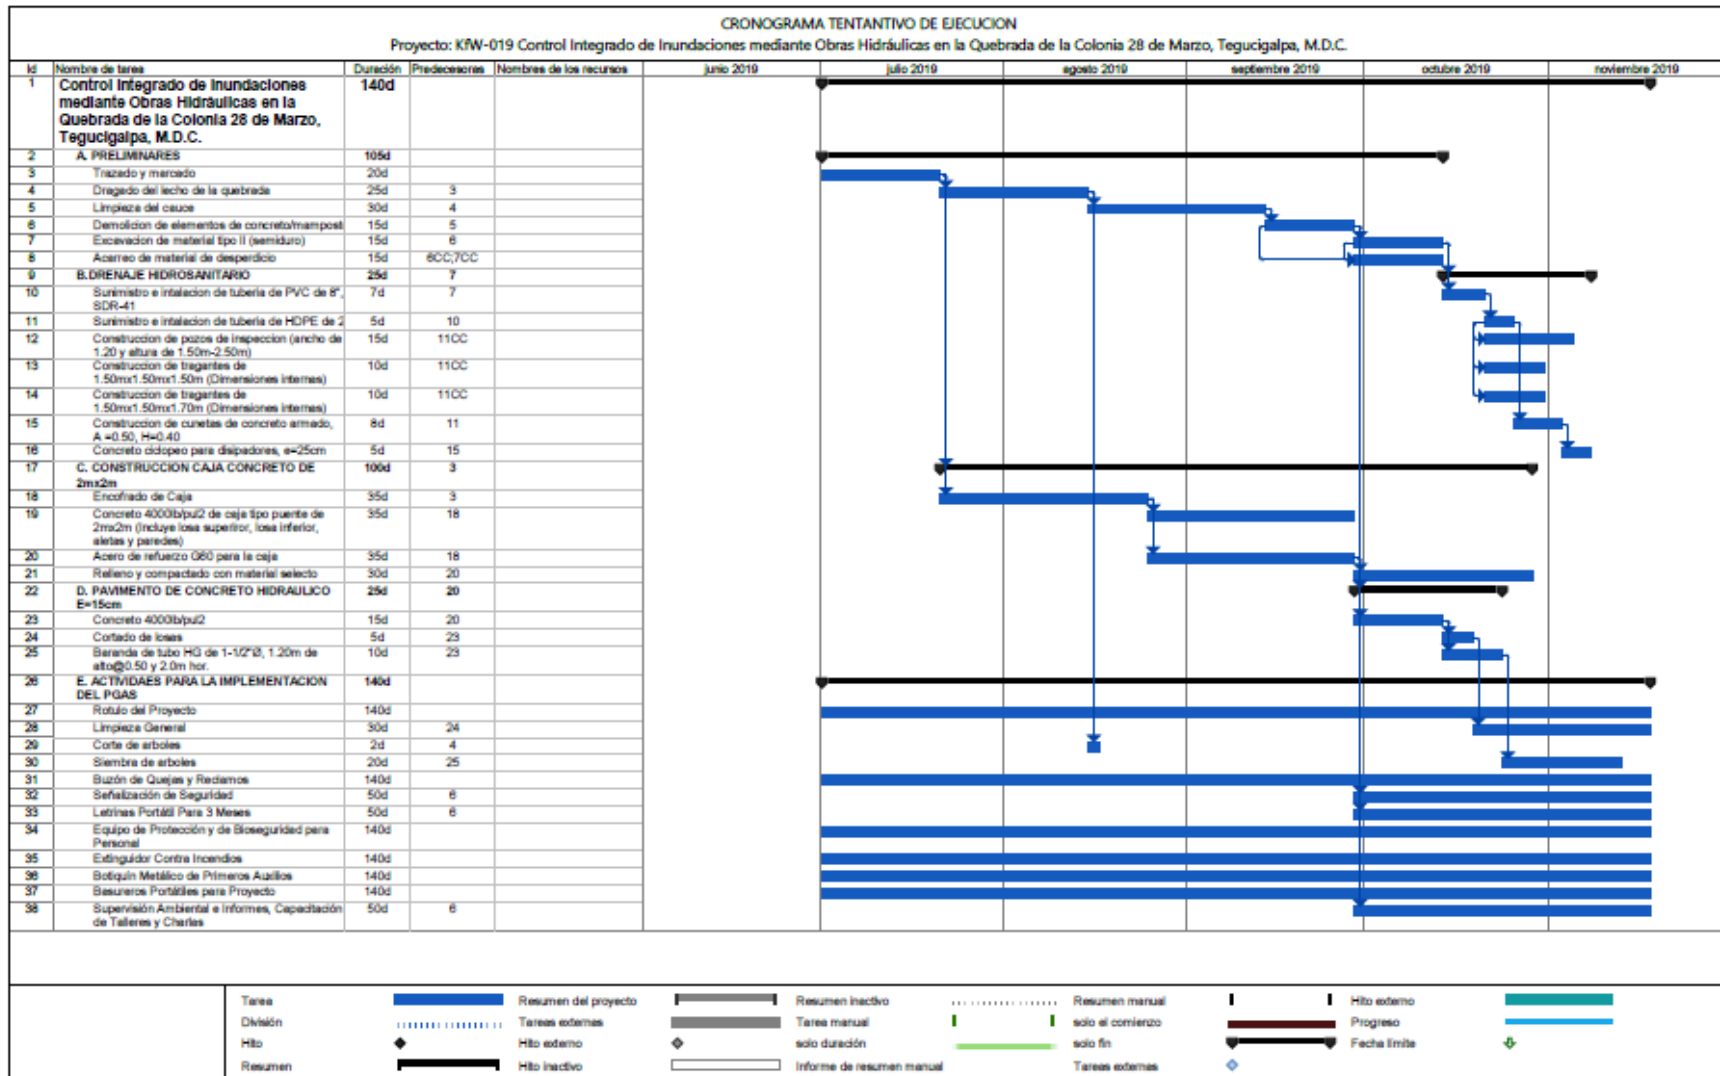 CRONOGRAMA TENTANTIVO DE EJECUCION
Proyecto: KfW-019 Control Integrado de Inundaciones mediante Obras Hidráulicas en la Quebrada de la Colonia 28 de Marzo, Tegucigalpa, M.D.C.
Id Nombre de tarea Duración Predecesoras Nombres de los recursos junio 2019 julio 2019 agosto 2019 septiembre 2019 octubre 2019 noviembre 2019
1 Control Integrado de Inundaciones 140d
mediante Obras Hidráulicas en la
Quebrada de la Colonia 28 de Marzo,
Tegucigalpa, M.D.C.
2 A. PRELIMINARES 105d
3 Trazado y marcado 20d
4 Dragado del lecho de la quebrada 25d 3
5 Limpieza del cauce 30d 4
6 Demolicion de elementos de concreto/mamposte 15d 5
7 Excavacion de material tipo II (semiduro) 15d 6
8 Acarreo de material de desperdicio 15d 6CC;7CC
9 B.DRENAJE HIDROSANITARIO 25d 7
10 Sunimistro e intalacion de tuberia de PVC de 8", 7d 7
SDR-41
11 Sunimistro e intalacion de tuberia de HDPE de 2 5d 10
12 Construccion de pozos de inspeccion (ancho de 15d 11CC
1.20 y altura de 1.50m-2.50m)
13 Construccion de tragantes de 10d 11CC
1.50mx1.50mx1.50m (Dimensiones internas)
14 Construccion de tragantes de 10d 11CC
1.50mx1.50mx1.70m (Dimensiones internas)
15 Construccion de cunetas de concreto armado, 8d 11
A =0.50, H=0.40
16 Concreto ciclopeo para disipadores, e=25cm 5d 15
17 C. CONSTRUCCION CAJA CONCRETO DE 100d 3
2mx2m
18 Encofrado de Caja 35d 3
19 Concreto 4000lb/pul2 de caja tipo puente de 35d 18
2mx2m (Incluye losa superiror, losa inferior,
aletas y paredes)
20 Acero de refuerzo G60 para la caja 35d 18
21 Relleno y compactado con material selecto 30d 20
22 D. PAVIMENTO DE CONCRETO HIDRAULICO 25d 20
E=15cm
23 Concreto 4000lb/pul2 15d 20
24 Cortado de losas 5d 23
25 Baranda de tubo HG de 1-1/2"Ø, 1.20m de 10d 23
alto@0.50 y 2.0m hor.
26 E. ACTIVIDAES PARA LA IMPLEMENTACION 140d
DEL PGAS
27 Rotulo del Proyecto 140d
28 Limpieza General 30d 24
29 Corte de arboles 2d 4
30 Siembra de arboles 20d 25
31 Buzón de Quejas y Reclamos 140d
32 Señalización de Seguridad 50d 6
33 Letrinas Portátil Para 3 Meses 50d 6
34 Equipo de Protección y de Bioseguridad para 140d
Personal
35 Extinguidor Contra Incendios 140d
36 Botiquín Metálico de Primeros Auxilios 140d
37 Basureros Portátiles para Proyecto 140d
38 Supervisión Ambiental e Informes, Capacitación 50d 6
de Talleres y Charlas
Tarea Resumen del proyecto Resumen inactivo Resumen manual Hito externo
División Tareas externas Tarea manual solo el comienzo Progreso
Hito Hito externo solo duración solo fin Fecha límite
Resumen Hito inactivo Informe de resumen manual Tareas externas